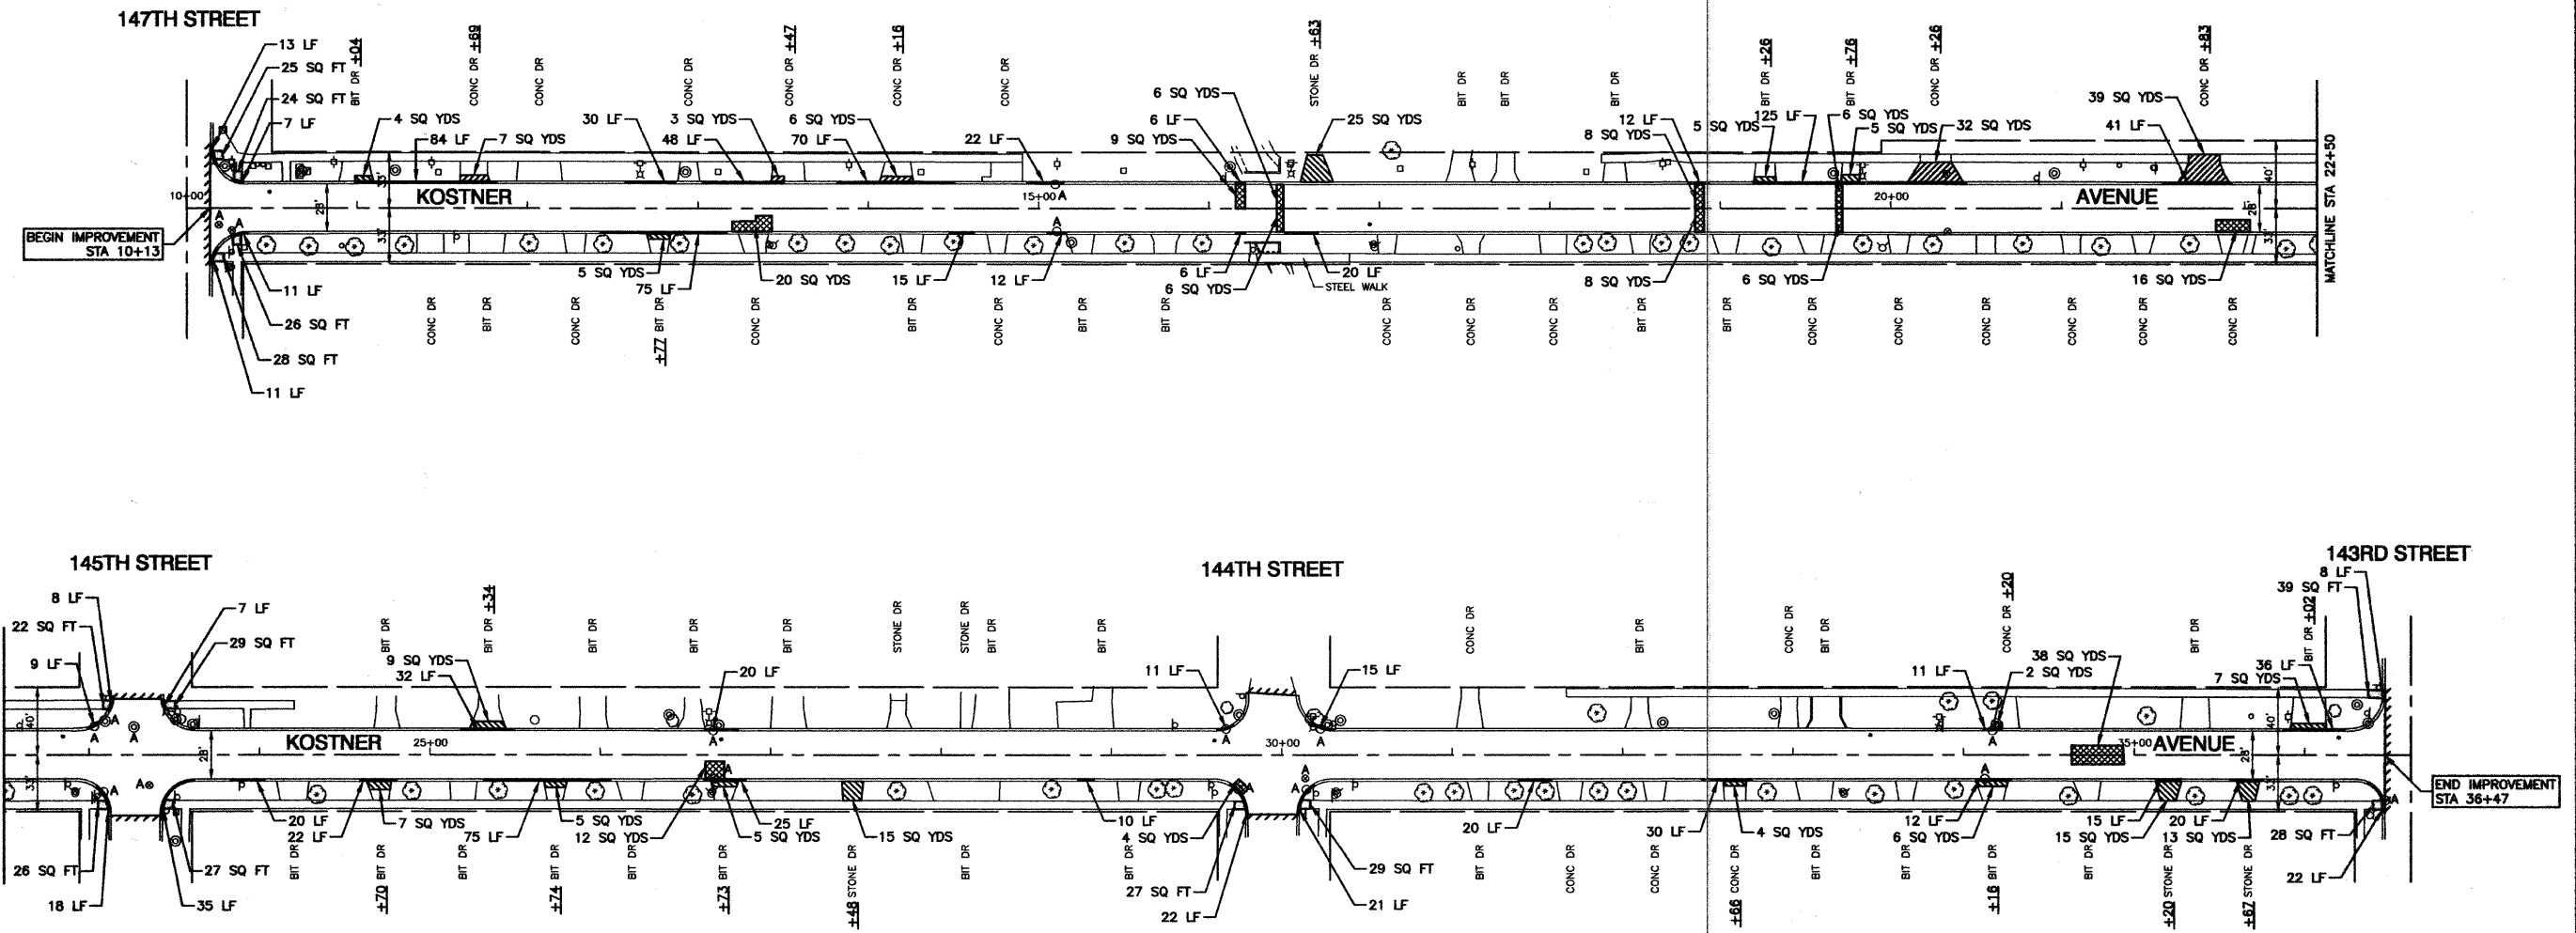 147TH STREET
13 LF
25 SQ FT
24 SQ FT
7 LF
BIT DR +04
4 SQ YDS
84 LF
CONC DR +69
7 SQ YDS
CONC DR
30 LF
CONC DR
48 LF
3 SQ YDS
CONC DR +47
70 LF
6 SQ YDS
CONC DR +16
CONC DR
22 LF
6 SQ YDS
6 LF
9 SQ YDS
STONE DR +63
25 SQ YDS
BIT DR
BIT DR
BIT DR
12 LF
8 SQ YDS
5 SQ YDS
BIT DR +26
125 LF
BIT DR +76
6 SQ YDS
5 SQ YDS
CONC DR +26
32 SQ YDS
39 SQ YDS
41 LF
CONC DR +83
10+00
28'
33'
33'
KOSTNER
15+00
A
20+00
AVENUE
40'
28'
33'
MATCHLINE STA 22+50
BEGIN IMPROVEMENT
STA 10+13
A
A
A
P
P
11 LF
26 SQ FT
28 SQ FT
11 LF
5 SQ YDS
75 LF
20 SQ YDS
15 LF
12 LF
6 LF
6 SQ YDS
20 LF
STEEL WALK
8 SQ YDS
6 SQ YDS
16 SQ YDS
CONC DR
BIT DR
CONC DR
+77 BIT DR
CONC DR
BIT DR
CONC DR
BIT DR
BIT DR
CONC DR
CONC DR
CONC DR
BIT DR
BIT DR
CONC DR
CONC DR
CONC DR
CONC DR
CONC DR
145TH STREET
144TH STREET
143RD STREET
8 LF
22 SQ FT
9 LF
7 LF
29 SQ FT
BIT DR
BIT DR +34
9 SQ YDS
32 LF
BIT DR
BIT DR
20 LF
BIT DR
STONE DR
STONE DR
BIT DR
BIT DR
11 LF
15 LF
CONC DR
BIT DR
CONC DR
BIT DR
11 LF
CONC DR +20
38 SQ YDS
2 SQ YDS
BIT DR
BIT DR +02
36 LF
7 SQ YDS
8 LF
39 SQ FT
40'
33'
A
A
A
KOSTNER
28'
25+00
A
A
30+00
A
A
A
35+00
AVENUE
28'
40'
33'
END IMPROVEMENT
STA 36+47
P
A
A
P
A
P
A
A
P
A
P
A
26 SQ FT
18 LF
27 SQ FT
35 LF
20 LF
22 LF
7 SQ YDS
75 LF
5 SQ YDS
12 SQ YDS
25 LF
5 SQ YDS
15 SQ YDS
10 LF
4 SQ YDS
27 SQ FT
22 LF
29 SQ FT
21 LF
20 LF
30 LF
4 SQ YDS
12 LF
6 SQ YDS
15 LF
15 SQ YDS
20 LF
13 SQ YDS
28 SQ FT
22 LF
BIT DR
+70 BIT DR
BIT DR
+74 BIT DR
BIT DR
+73 BIT DR
+48 STONE DR
BIT DR
BIT DR
BIT DR
CONC DR
CONC DR
+66 CONC DR
BIT DR
BIT DR
+16 BIT DR
BIT DR
+20 STONE DR
+67 STONE DR